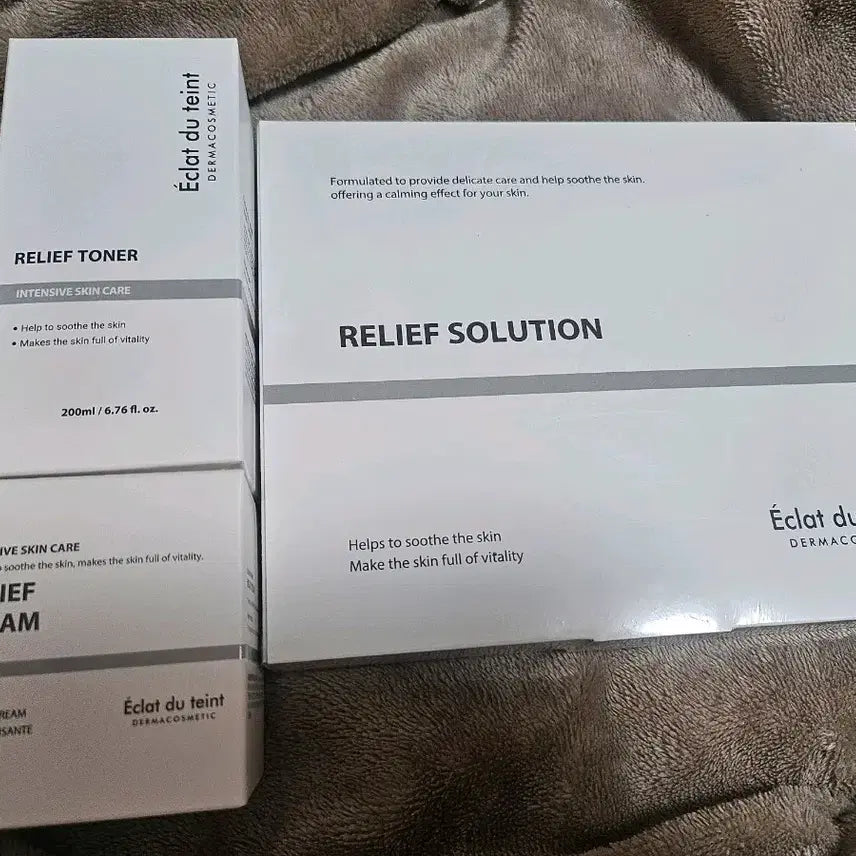 Éclat du teint
DERMACOSMETIC
RELIEF TONER
INTENSIVE SKIN CARE
• Help to soothe the skin
• Makes the skin full of vitality
200ml / 6.76 fl. oz.
IVE SKIN CARE
soothe the skin, makes the skin full of vitality.
IEF
AM
REAM
ISANTE
Éclat du teint
DERMACOSMETIC
Formulated to provide delicate care and help soothe the skin.
offering a calming effect for your skin.
RELIEF SOLUTION
Helps to soothe the skin
Make the skin full of vitality
Éclat du
DERMACO